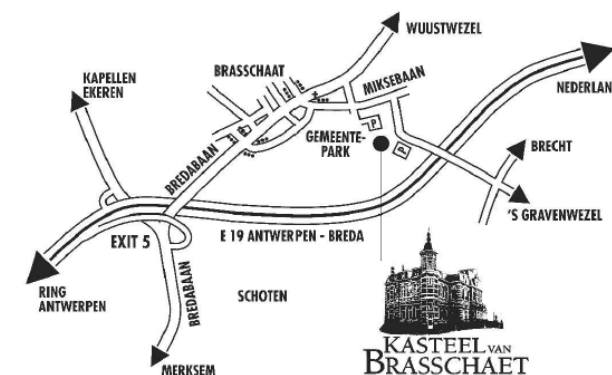 WUUSTWEZEL
KAPELLEN
EKEREN
BRASSCHAAT
MIKSEBAAN
NEDERLAN
P
GEMEENTE-
PARK
P
BRECHT
BREDABAAN
'S GRAVENWEZEL
EXIT 5
E 19 ANTWERPEN - BREDA
RING
ANTWERPEN
BREDABAAN
SCHOTEN
MERKSEM
KASTEEL VAN
BRASSCHAET